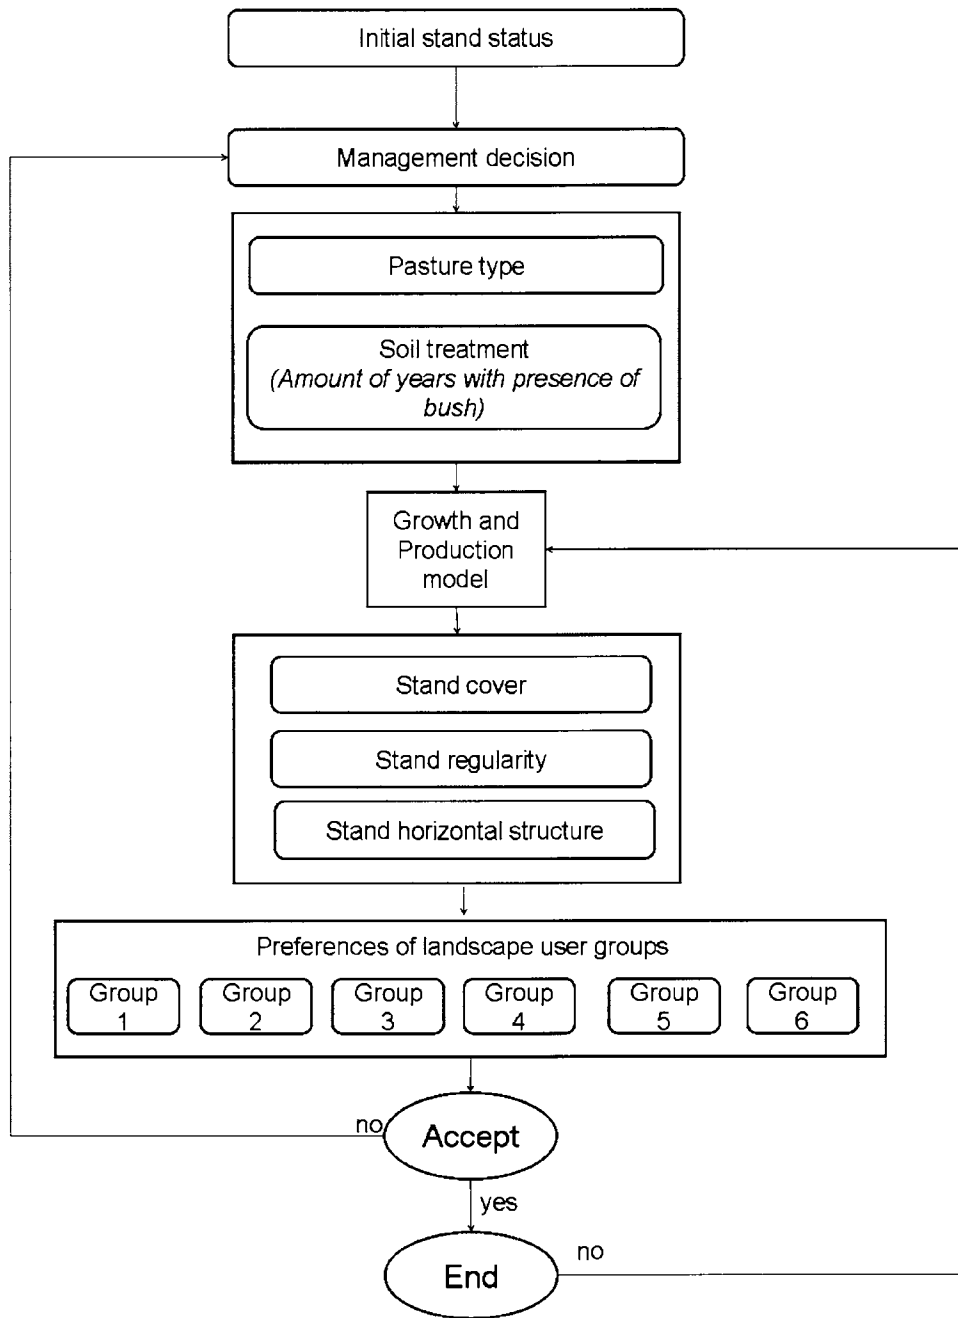 Initial stand status
Management decision
Pasture type
Soil treatment
(Amount of years with presence of
bush)
Growth and
Production
model
Stand cover
Stand regularity
Stand horizontal structure
Preferences of landscape user groups
Group
1
Group
2
Group
3
Group
4
Group
5
Group
6
no
Accept
yes
no
End